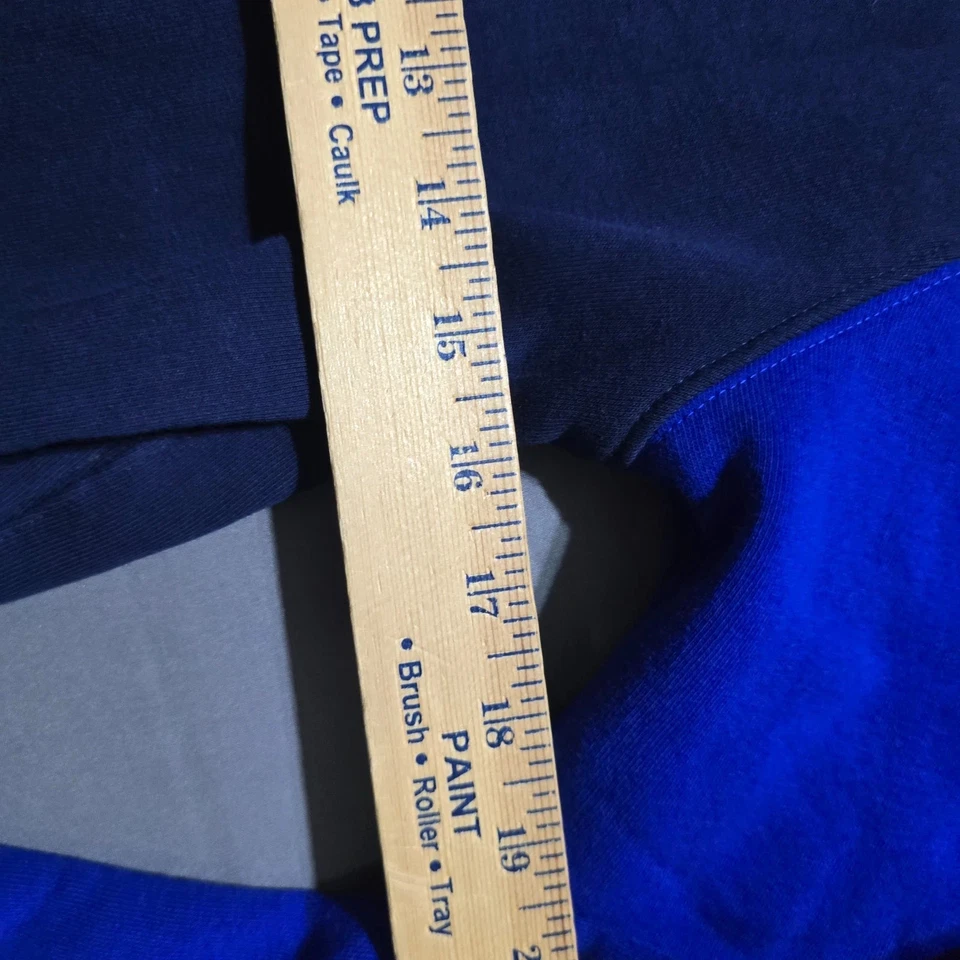 PREP
Tape • Caulk
13
14
15
16
17
18
19
PAINT
• Brush • Roller • Tray